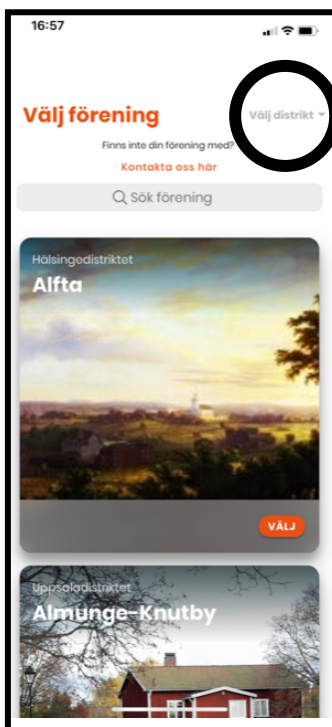 16:57
Välj förening
Välj distrikt
Finns inte din förening med?
Kontakta oss här
Sök förening
Hälsingedistriktet
Alfta
VÄLJ
Uppsaladistriktet
Almunge-Knutby